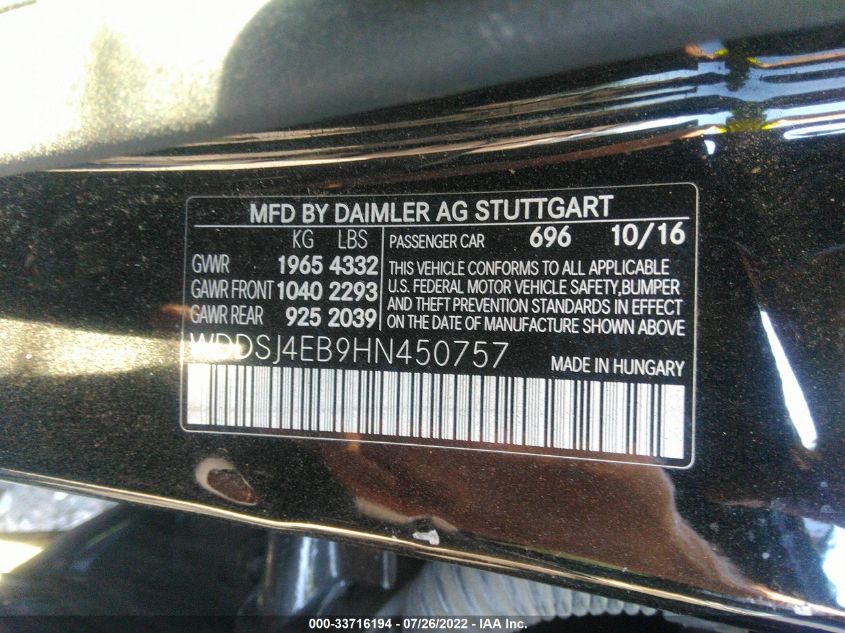 MFD BY DAIMLER AG STUTTGART
KG LBS
GVWR 1965 4332
GAWR FRONT 1040 2293
GAWR REAR 925 2039
PASSENGER CAR 696 10/16
THIS VEHICLE CONFORMS TO ALL APPLICABLE
U.S. FEDERAL MOTOR VEHICLE SAFETY,BUMPER
AND THEFT PREVENTION STANDARDS IN EFFECT
ON THE DATE OF MANUFACTURE SHOWN ABOVE
WDDSJ4EB9HN450757
MADE IN HUNGARY
000-33716194 - 07/26/2022 - IAA Inc.